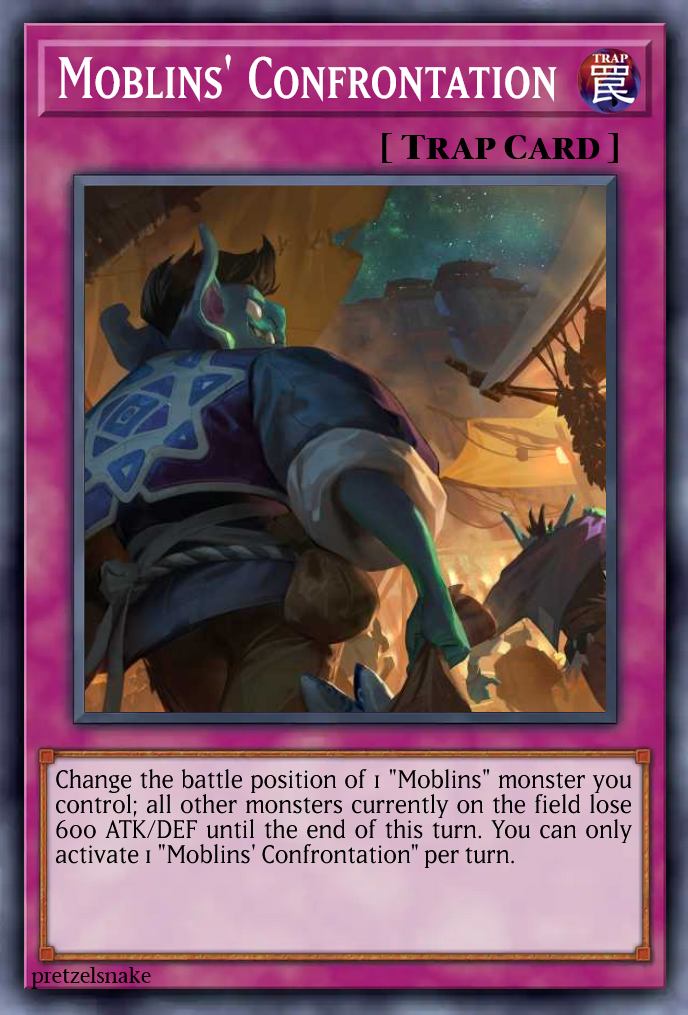 Moblins' Confrontation
TRAP
罠
[ Trap Card ]
Change the battle position of 1 "Moblins" monster you
control; all other monsters currently on the field lose
600 ATK/DEF until the end of this turn. You can only
activate 1 "Moblins' Confrontation" per turn.
pretzelsnake